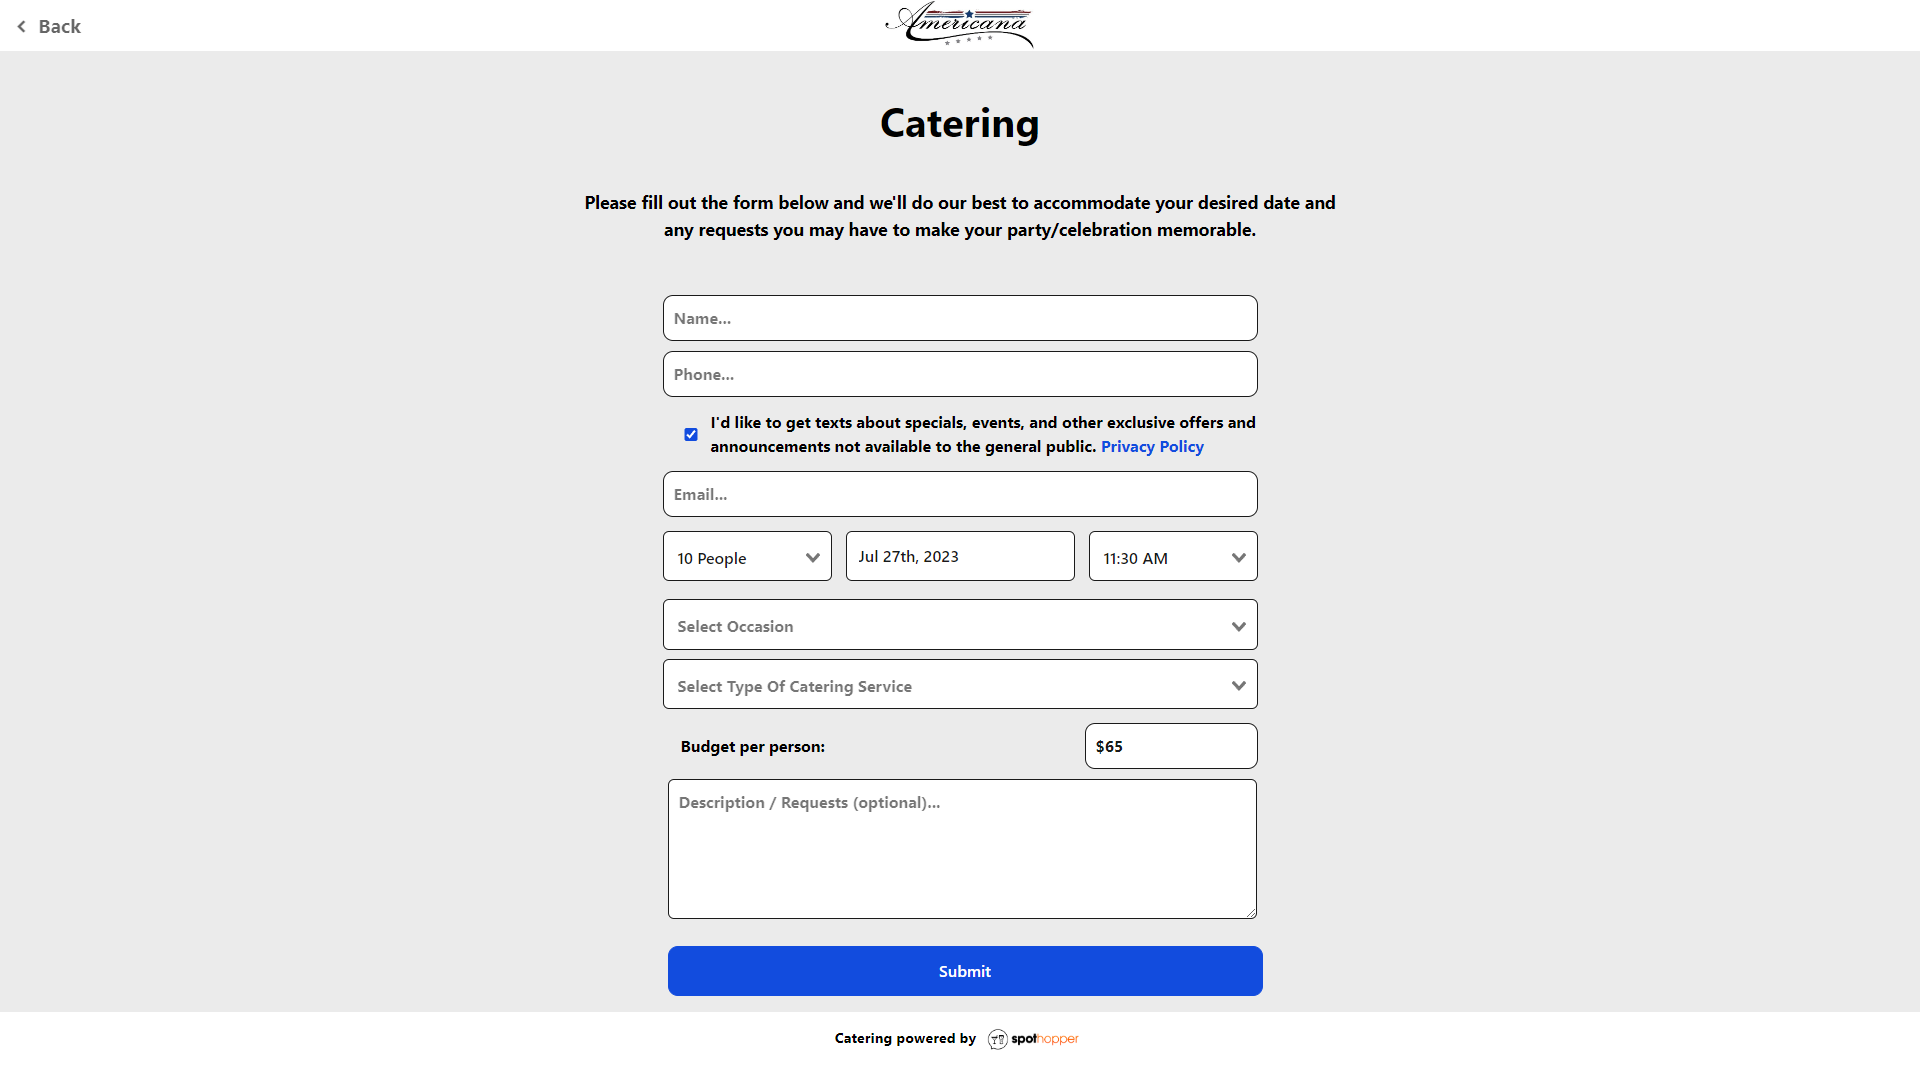 Back
Americana
Catering
Please fill out the form below and we'll do our best to accommodate your desired date and
any requests you may have to make your party/celebration memorable.
Name...
Phone...
I'd like to get texts about specials, events, and other exclusive offers and
announcements not available to the general public. Privacy Policy
Email...
10 People
Jul 27th, 2023
11:30 AM
Select Occasion
Select Type Of Catering Service
Budget per person:
$65
Description / Requests (optional)...
Submit
Catering powered by spothopper